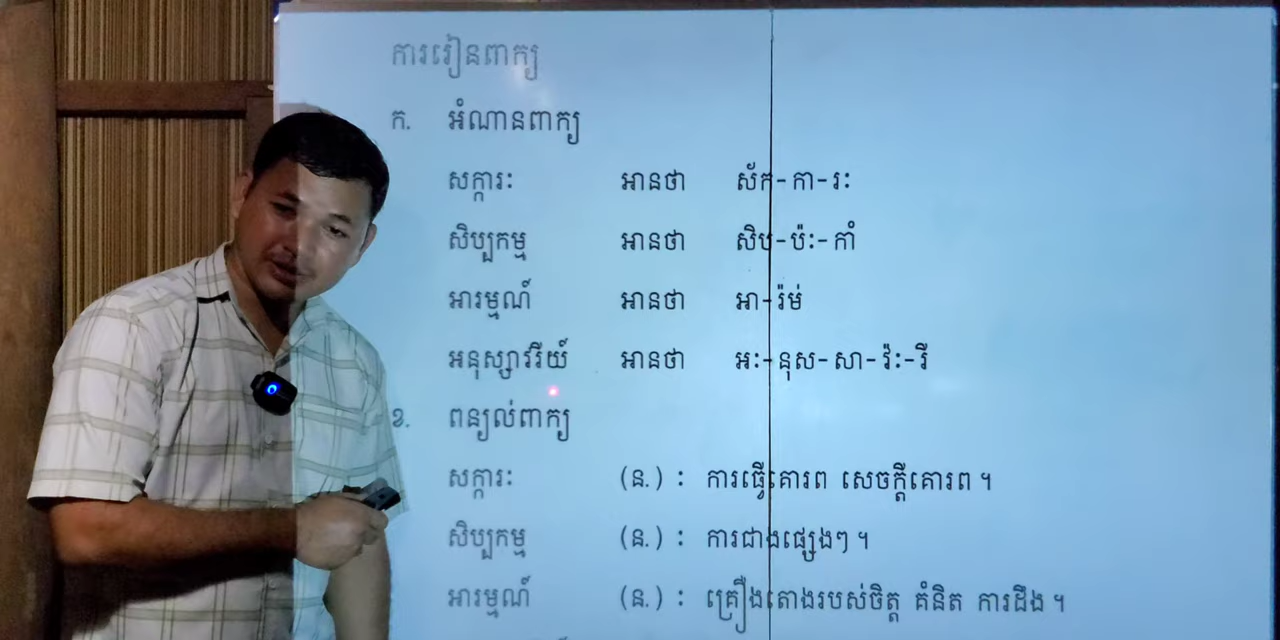 ការរៀនពាក្យ
ក. អំណានពាក្យ
សក្ការៈ អានថា ស័ក-កា-រៈ
សិប្បកម្ម អានថា សិប-ប៉ៈ-កាំ
អារម្មណ៍ អានថា អា-រ៉ម់
អនុស្សាវរីយ៍ អានថា អៈ-នុស-សា-វ៉ៈ-រី
ខ. ពន្យល់ពាក្យ
សក្ការៈ (ន.) : ការធ្វើគោរព សេចក្ដីគោរព ។
សិប្បកម្ម (ន.) : ការជាងផ្សេងៗ ។
អារម្មណ៍ (ន.) : គ្រឿងតោងរបស់ចិត្ត គំនិត ការដឹង ។